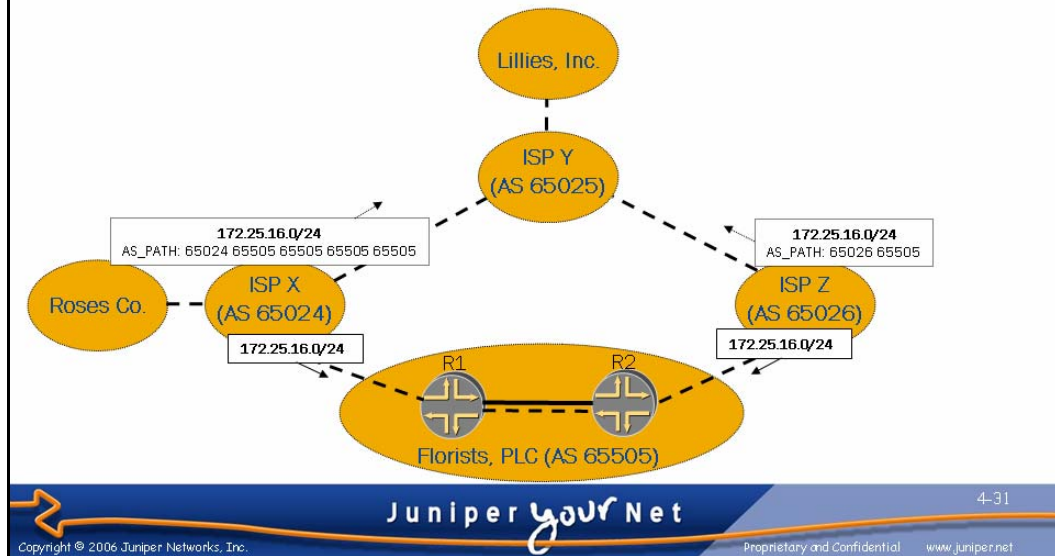 Lillies, Inc.
ISP Y
(AS 65025)
172.25.16.0/24
AS_PATH: 65024 65505 65505 65505 65505
172.25.16.0/24
AS_PATH: 65026 65505
Roses Co.
ISP X
(AS 65024)
ISP Z
(AS 65026)
172.25.16.0/24
172.25.16.0/24
R1
R2
Florists, PLC (AS 65505)
Juniper your Net
4-31
Copyright © 2006 Juniper Networks, Inc.
Proprietary and Confidential
www.juniper.net